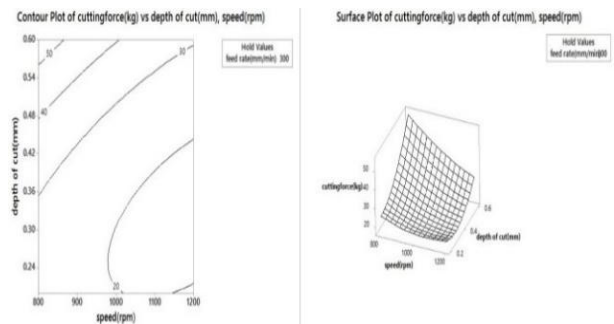 Contour Plot of cuttingforce(kg) vs depth of cut(mm), speed(rpm)
0.60
0.54
0.48
0.42
0.36
0.30
0.24
depth of cut(mm)
50
40
30
20
800 900 1000 1100 1200
speed(rpm)
Hold Values
feed rate(mm/min) 300
Surface Plot of cuttingforce(kg) vs depth of cut(mm), speed(rpm)
Hold Values
feed rate(mm/min)
50
40
30
20
cuttingforce(kg)
800
1000
1200
speed(rpm)
0.2
0.4
0.6
depth of cut(mm)